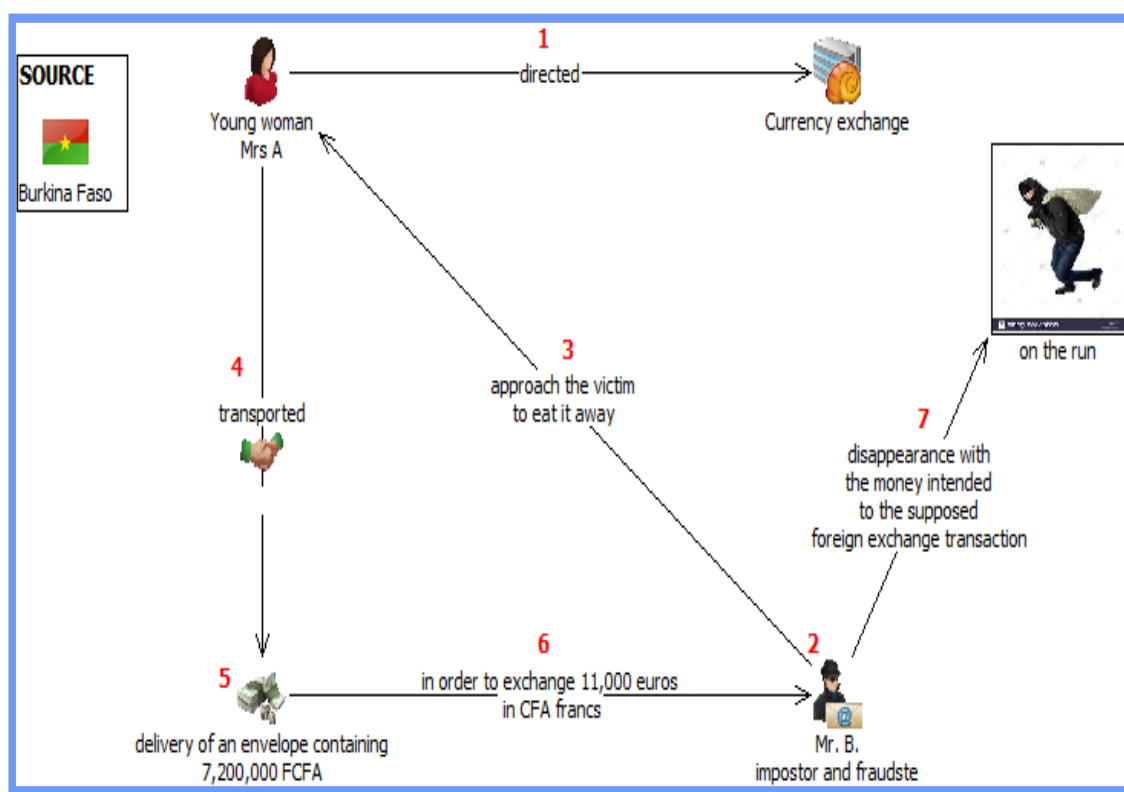 SOURCE
Burkina Faso
Young woman
Mrs A
1
directed
Currency exchange
on the run
3
approach the victim
to eat it away
4
transported
7
disappearance with
the money intended
to the supposed
foreign exchange transaction
5
delivery of an envelope containing
7,200,000 FCFA
6
in order to exchange 11,000 euros
in CFA francs
2
@
Mr. B.
impostor and fraudste